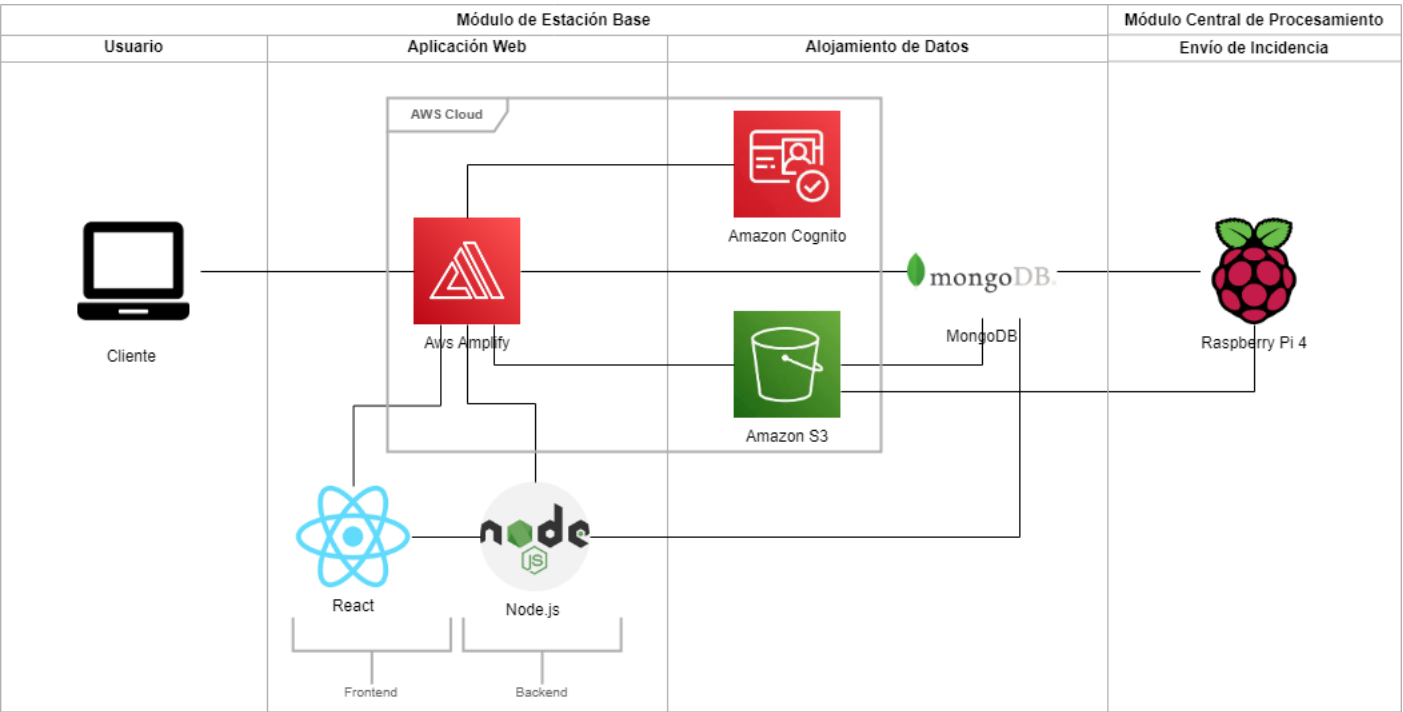 Módulo de Estación Base
Módulo Central de Procesamiento
Usuario
Aplicación Web
Alojamiento de Datos
Envío de Incidencia
AWS Cloud
Amazon Cognito
mongoDB.
Cliente
Aws Amplify
MongoDB
Raspberry Pi 4
Amazon S3
node
JS
React
Node.js
Frontend
Backend